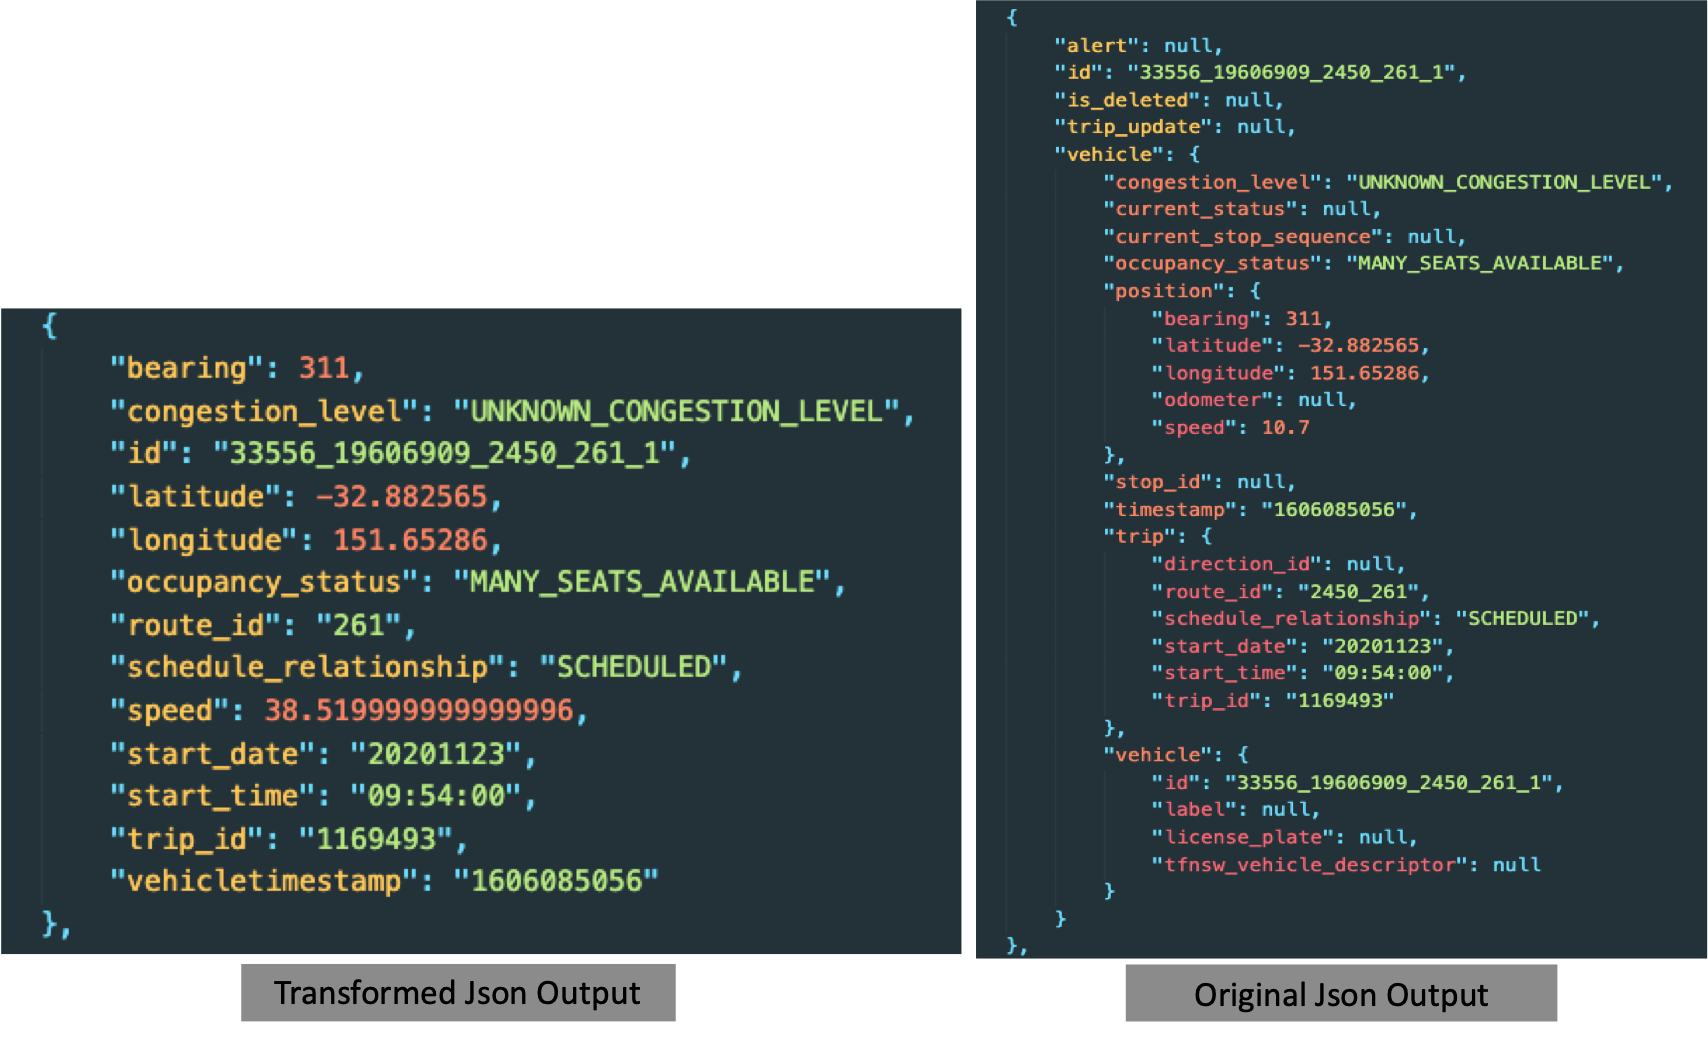 {
"bearing": 311,
"congestion_level": "UNKNOWN_CONGESTION_LEVEL",
"id": "33556_19606909_2450_261_1",
"latitude": -32.882565,
"longitude": 151.65286,
"occupancy_status": "MANY_SEATS_AVAILABLE",
"route_id": "261",
"schedule_relationship": "SCHEDULED",
"speed": 38.519999999999996,
"start_date": "20201123",
"start_time": "09:54:00",
"trip_id": "1169493",
"vehicletimestamp": "1606085056"
},
Transformed Json Output
{
"alert": null,
"id": "33556_19606909_2450_261_1",
"is_deleted": null,
"trip_update": null,
"vehicle": {
"congestion_level": "UNKNOWN_CONGESTION_LEVEL",
"current_status": null,
"current_stop_sequence": null,
"occupancy_status": "MANY_SEATS_AVAILABLE",
"position": {
"bearing": 311,
"latitude": -32.882565,
"longitude": 151.65286,
"odometer": null,
"speed": 10.7
},
"stop_id": null,
"timestamp": "1606085056",
"trip": {
"direction_id": null,
"route_id": "2450_261",
"schedule_relationship": "SCHEDULED",
"start_date": "20201123",
"start_time": "09:54:00",
"trip_id": "1169493"
},
"vehicle": {
"id": "33556_19606909_2450_261_1",
"label": null,
"license_plate": null,
"tfnsw_vehicle_descriptor": null
}
}
},
Original Json Output